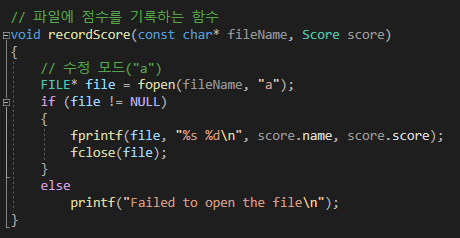 // 파일에 점수를 기록하는 함수
void recordScore(const char* fileName, Score score)
{
// 수정 모드("a")
FILE* file = fopen(fileName, "a");
if (file != NULL)
{
fprintf(file, "%s %d\n", score.name, score.score);
fclose(file);
}
else
printf("Failed to open the file\n");
}